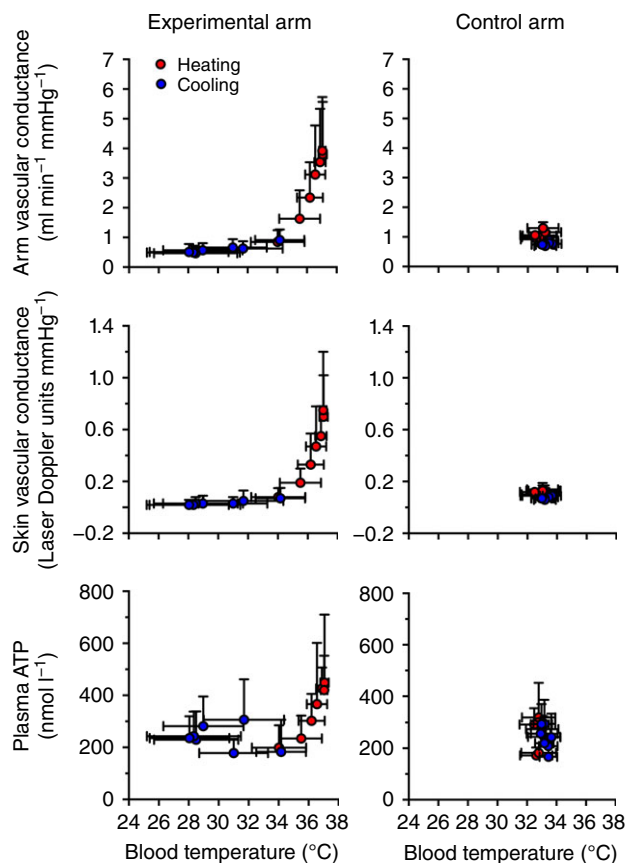 Experimental arm
Control arm
Arm vascular conductance
(ml min⁻¹ mmHg⁻¹)
7
6
5
4
3
2
1
0
Heating
Cooling
7
6
5
4
3
2
1
0
Skin vascular conductance
(Laser Doppler units mmHg⁻¹)
1.4
1.0
0.6
0.2
−0.2
1.4
1.0
0.6
0.2
−0.2
Plasma ATP
(nmol l⁻¹)
800
600
400
200
0
800
600
400
200
0
24 26 28 30 32 34 36 38
24 26 28 30 32 34 36 38
Blood temperature (°C)
Blood temperature (°C)